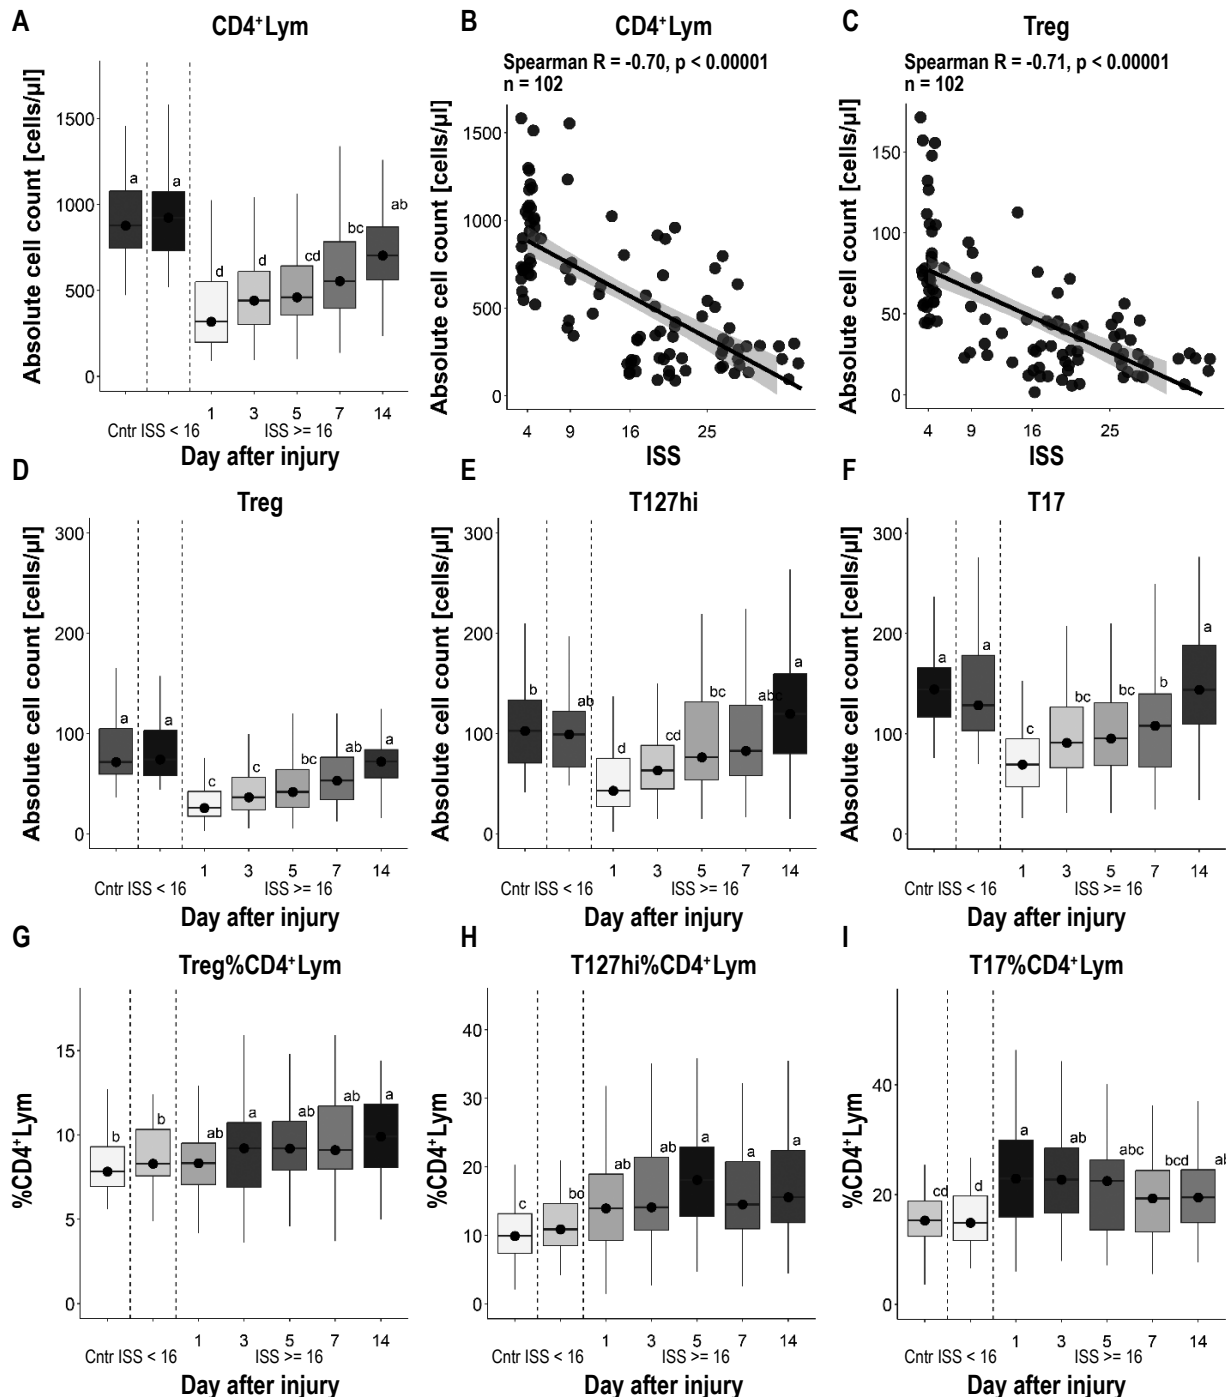 A
CD4⁺Lym
Absolute cell count [cells/µl]
1500
1000
500
0
a
a
d
d
cd
bc
ab
1 3 5 7 14
Cntr ISS < 16 ISS >= 16
Day after injury
B
CD4⁺Lym
Spearman R = -0.70, p < 0.00001
n = 102
Absolute cell count [cells/µl]
1500
1000
500
0
4 9 16 25
ISS
C
Treg
Spearman R = -0.71, p < 0.00001
n = 102
Absolute cell count [cells/µl]
150
100
50
0
4 9 16 25
ISS
D
Treg
Absolute cell count [cells/µl]
300
200
100
0
a
a
c
c
bc
ab
a
1 3 5 7 14
Cntr ISS < 16 ISS >= 16
Day after injury
E
T127hi
Absolute cell count [cells/µl]
300
200
100
0
b
ab
d
cd
bc
abc
a
1 3 5 7 14
Cntr ISS < 16 ISS >= 16
Day after injury
F
T17
Absolute cell count [cells/µl]
300
200
100
0
a
a
c
bc
bc
b
a
1 3 5 7 14
Cntr ISS < 16 ISS >= 16
Day after injury
G
Treg%CD4⁺Lym
%CD4⁺Lym
15
10
5
0
b
b
ab
a
ab
ab
a
1 3 5 7 14
Cntr ISS < 16 ISS >= 16
Day after injury
H
T127hi%CD4⁺Lym
%CD4⁺Lym
40
30
20
10
0
c
bc
ab
ab
a
a
a
1 3 5 7 14
Cntr ISS < 16 ISS >= 16
Day after injury
I
T17%CD4⁺Lym
%CD4⁺Lym
40
20
0
cd
d
a
ab
abc
bcd
1 3 5 7 14
Cntr ISS < 16 ISS >= 16
Day after injury